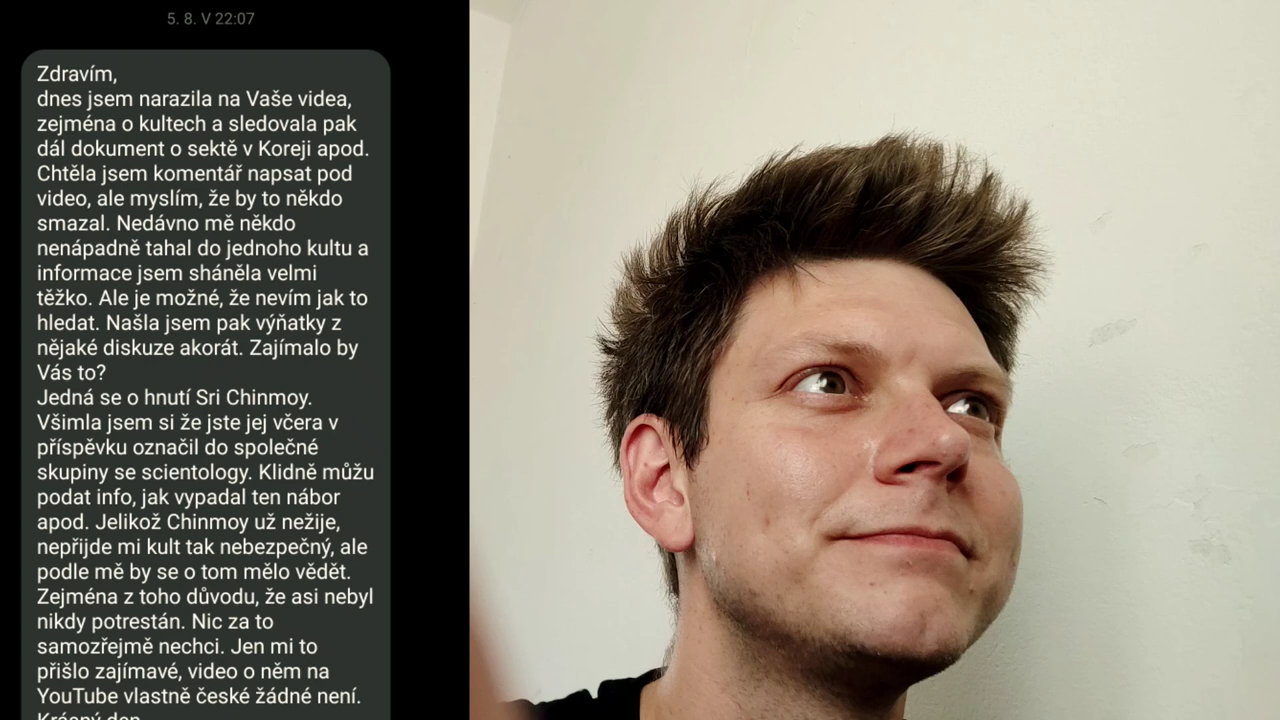 5. 8. V 22:07
Zdravím,
dnes jsem narazila na Vaše videa,
zejména o kultech a sledovala pak
dál dokument o sektě v Koreji apod.
Chtěla jsem komentář napsat pod
video, ale myslím, že by to někdo
smazal. Nedávno mě někdo
nenápadně tahal do jednoho kultu a
informace jsem sháněla velmi
těžko. Ale je možné, že nevím jak to
hledat. Našla jsem pak výňatky z
nějaké diskuze akorát. Zajímalo by
Vás to?
Jedná se o hnutí Sri Chinmoy.
Všimla jsem si že jste jej včera v
příspěvku označil do společné
skupiny se scientology. Klidně můžu
podat info, jak vypadal ten nábor
apod. Jelikož Chinmoy už nežije,
nepřijde mi kult tak nebezpečný, ale
podle mě by se o tom mělo vědět.
Zejména z toho důvodu, že asi nebyl
nikdy potrestán. Nic za to
samozřejmě nechci. Jen mi to
přišlo zajímavé, video o něm na
YouTube vlastně české žádné není.
Krásný den